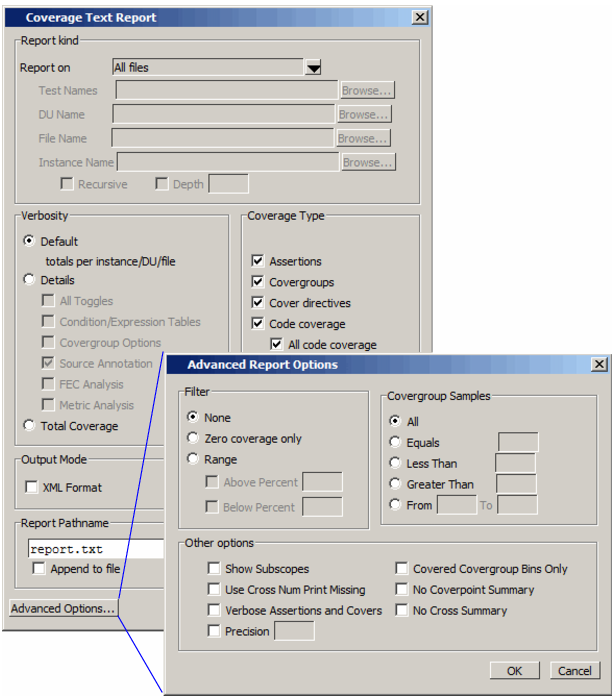 Coverage Text Report
Report kind
Report on All files
Test Names Browse...
DU Name Browse...
File Name Browse...
Instance Name Browse...
Recursive Depth
Verbosity
Default
totals per instance/DU/file
Details
All Toggles
Condition/Expression Tables
Covergroup Options
Source Annotation
FEC Analysis
Metric Analysis
Total Coverage
Coverage Type
Assertions
Covergroups
Cover directives
Code coverage
All code coverage
Output Mode
XML Format
Report Pathname
report.txt
Append to file
Advanced Options...
Advanced Report Options
Filter
None
Zero coverage only
Range
Above Percent
Below Percent
Covergroup Samples
All
Equals
Less Than
Greater Than
From To
Other options
Show Subscopes
Use Cross Num Print Missing
Verbose Assertions and Covers
Precision
Covered Covergroup Bins Only
No Coverpoint Summary
No Cross Summary
OK Cancel